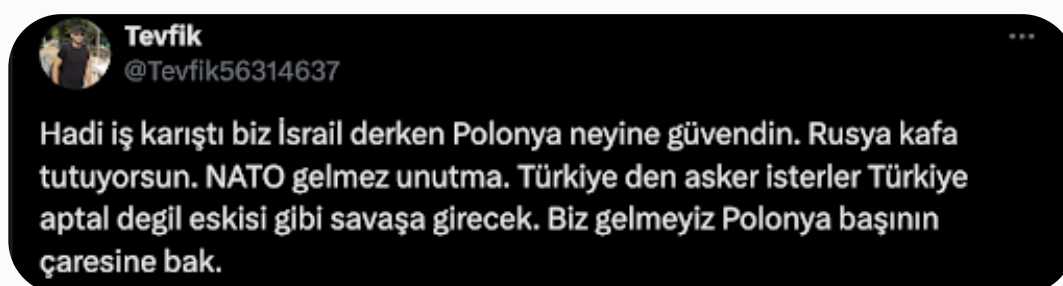 Tevfik
@Tevfik56314637
Hadi iş karıştı biz İsrail derken Polonya neyine güvendin. Rusya kafa
tutuyorsun. NATO gelmez unutma. Türkiye den asker isterler Türkiye
aptal degil eskisi gibi savaşa girecek. Biz gelmeyiz Polonya başının
çaresine bak.